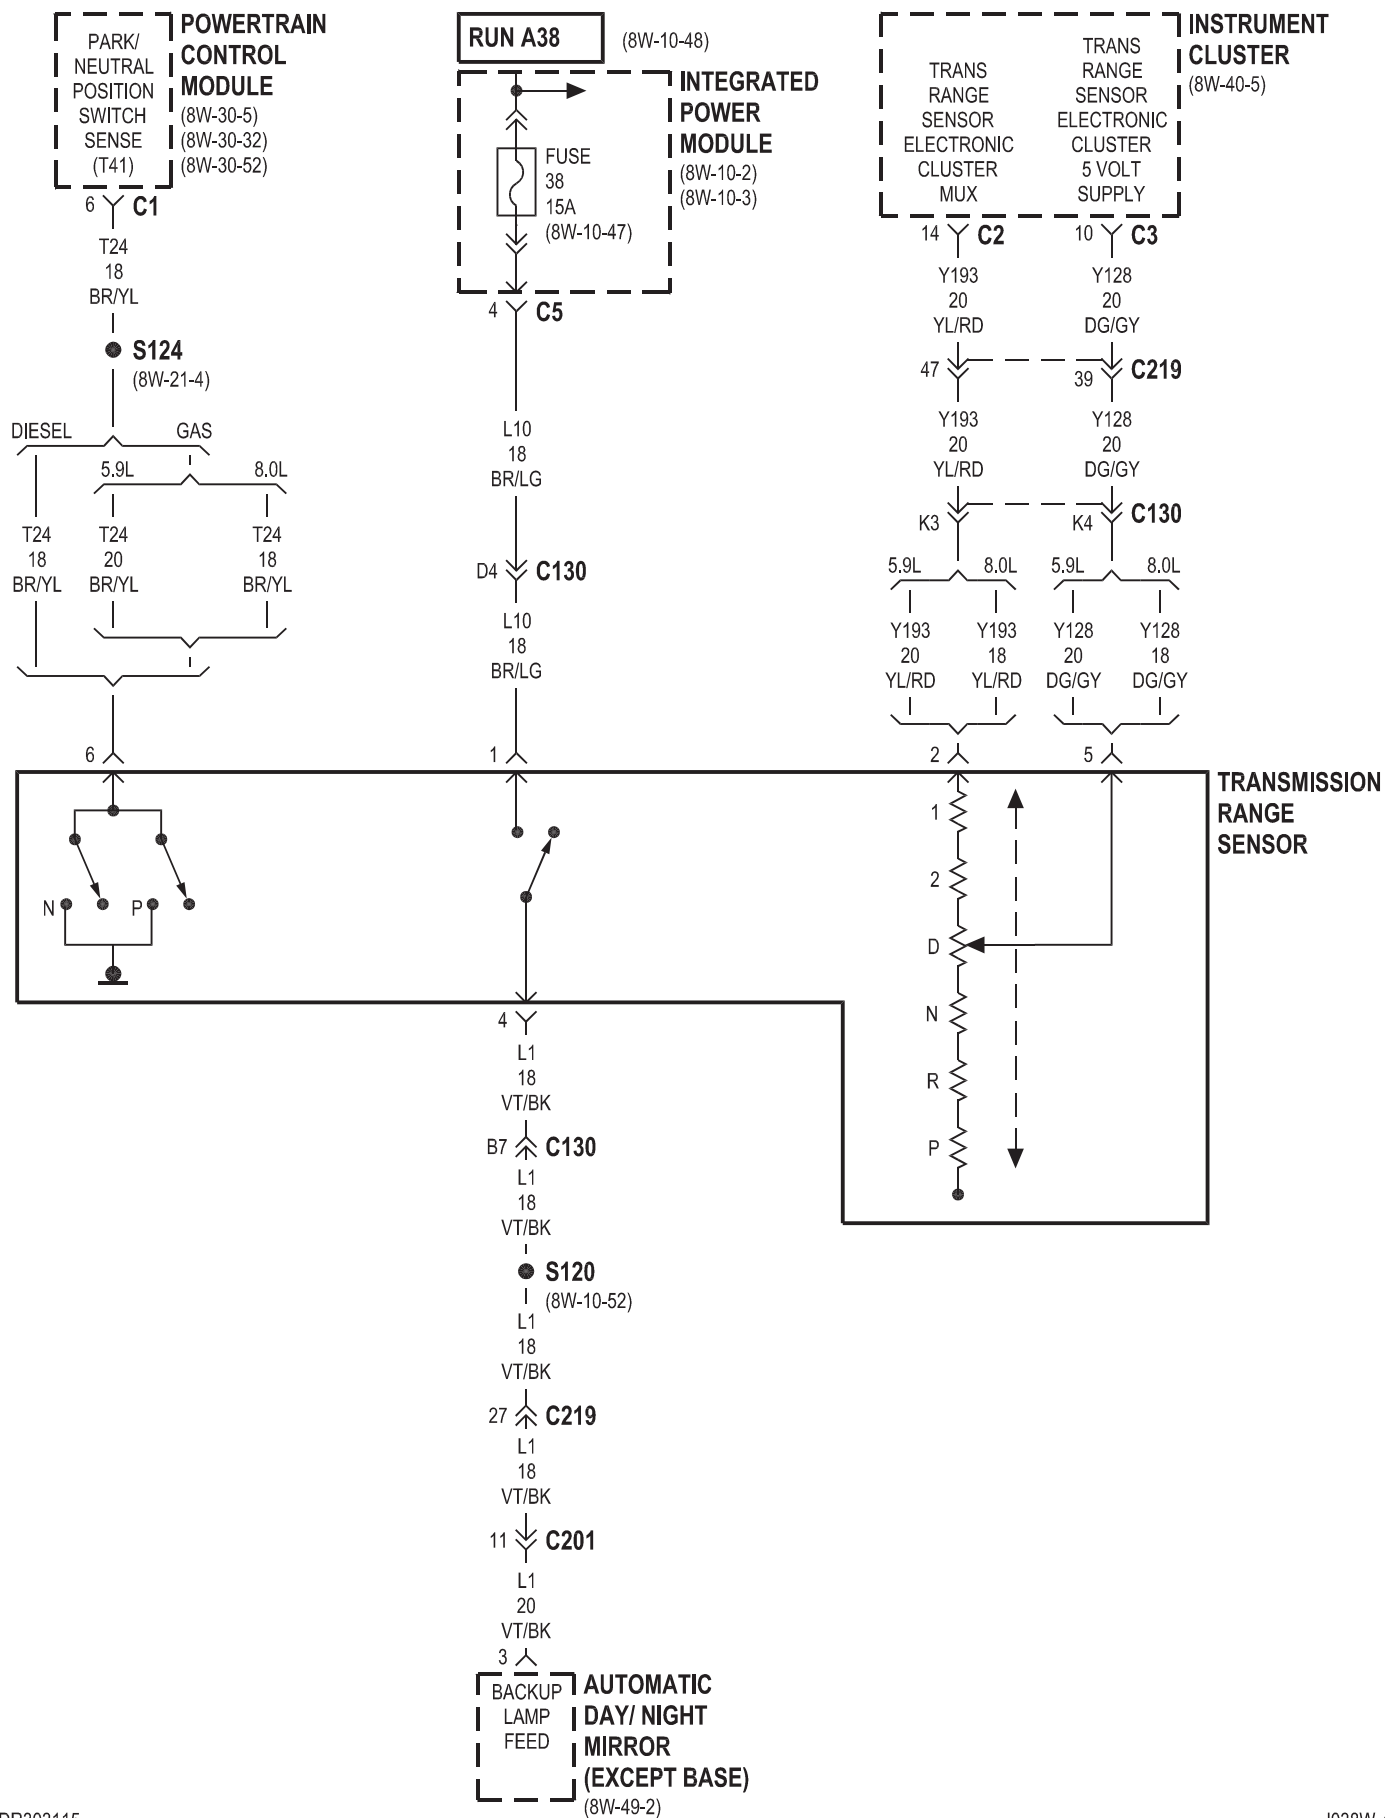 PARK/
NEUTRAL
POSITION
SWITCH
SENSE
(T41)
POWERTRAIN
CONTROL
MODULE
(8W-30-5)
(8W-30-32)
(8W-30-52)
6 C1
T24
18
BR/YL
S124
(8W-21-4)
DIESEL GAS
5.9L 8.0L
T24 T24 T24
18 20 18
BR/YL BR/YL BR/YL
6
RUN A38 (8W-10-48)
INTEGRATED
POWER
MODULE
(8W-10-2)
(8W-10-3)
FUSE
38
15A
(8W-10-47)
4 C5
L10
18
BR/LG
D4 C130
L10
18
BR/LG
1
INSTRUMENT
CLUSTER
(8W-40-5)
TRANS
RANGE
SENSOR
ELECTRONIC
CLUSTER
MUX
TRANS
RANGE
SENSOR
ELECTRONIC
CLUSTER
5 VOLT
SUPPLY
14 C2 10 C3
Y193 Y128
20 20
YL/RD DG/GY
47 39 C219
Y193 Y128
20 20
YL/RD DG/GY
K3 K4 C130
5.9L 8.0L 5.9L 8.0L
Y193 Y193 Y128 Y128
20 18 20 18
YL/RD YL/RD DG/GY DG/GY
2 5
TRANSMISSION
RANGE
SENSOR
N P
1
2
D
N
R
P
4
L1
18
VT/BK
B7 C130
L1
18
VT/BK
S120
(8W-10-52)
L1
18
VT/BK
27 C219
L1
18
VT/BK
11 C201
L1
20
VT/BK
3
BACKUP
LAMP
FEED
AUTOMATIC
DAY/ NIGHT
MIRROR
(EXCEPT BASE)
(8W-49-2)